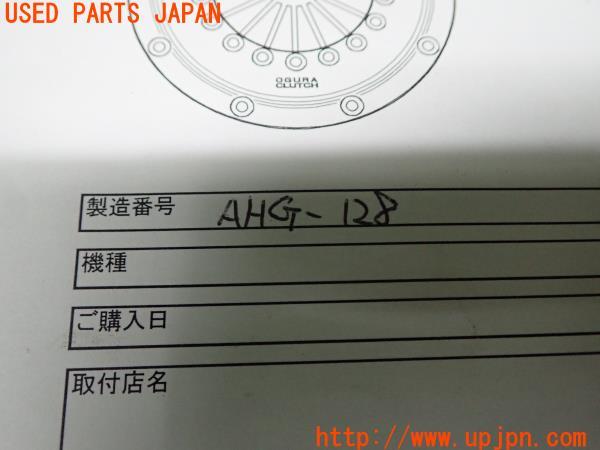 USED PARTS JAPAN
OGURA
CLUTCH
製造番号 AHG-128
機種
ご購入日
取付店名
http://www.upjpn.com/